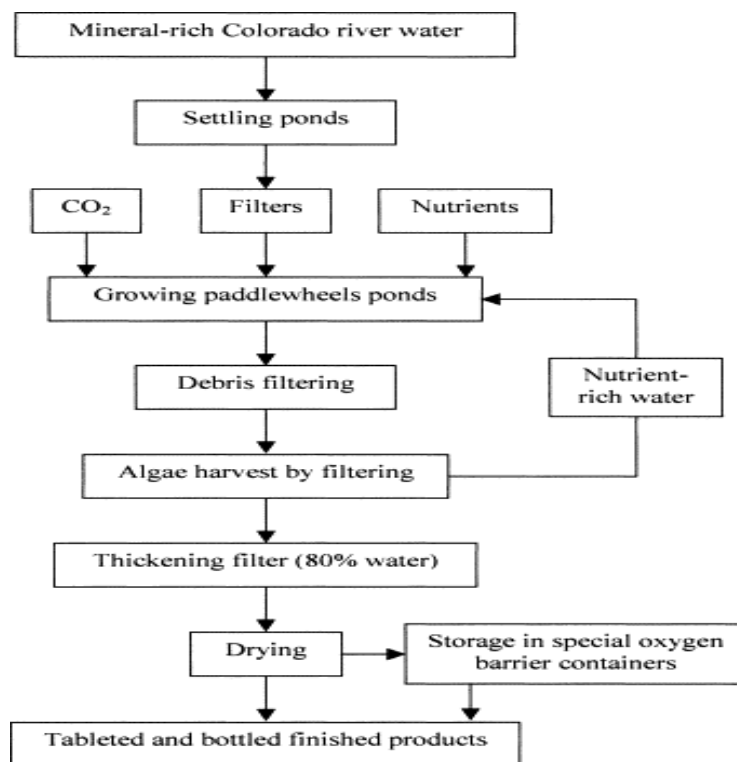 Mineral-rich Colorado river water
Settling ponds
CO₂
Filters
Nutrients
Growing paddlewheels ponds
Debris filtering
Nutrient-
rich water
Algae harvest by filtering
Thickening filter (80% water)
Drying
Storage in special oxygen
barrier containers
Tableted and bottled finished products